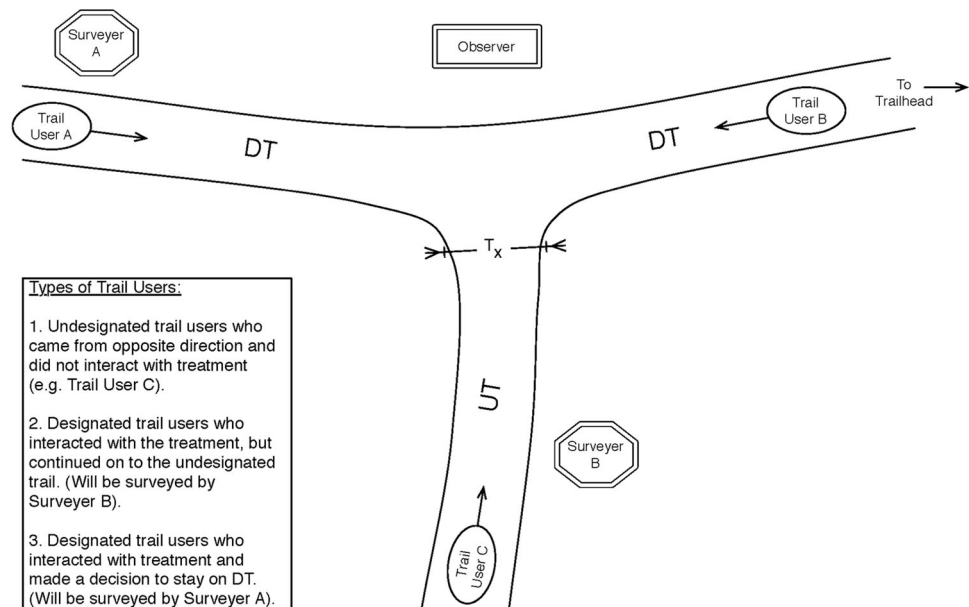 Surveyer
A
Observer
To
Trailhead
Trail
User A
Trail
User B
DT
DT
Tx
Types of Trail Users:
1. Undesignated trail users who
came from opposite direction and
did not interact with treatment
(e.g. Trail User C).
2. Designated trail users who
interacted with the treatment, but
continued on to the undesignated
trail. (Will be surveyed by
Surveyer B).
3. Designated trail users who
interacted with treatment and
made a decision to stay on DT.
(Will be surveyed by Surveyer A).
UT
Surveyer
B
Trail
User C